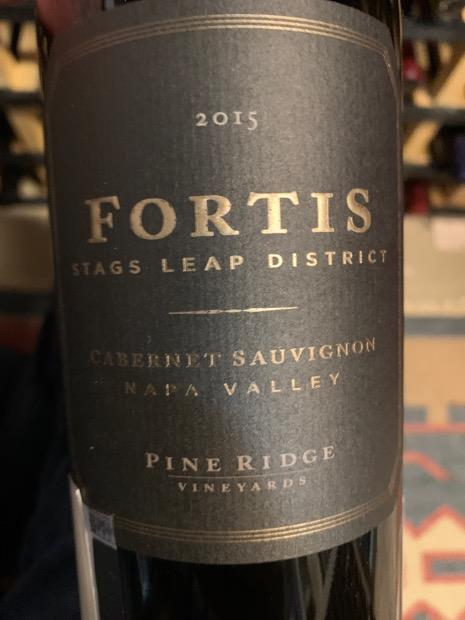 2015
FORTIS
STAGS LEAP DISTRICT
CABERNET SAUVIGNON
NAPA VALLEY
PINE RIDGE
VINEYARDS